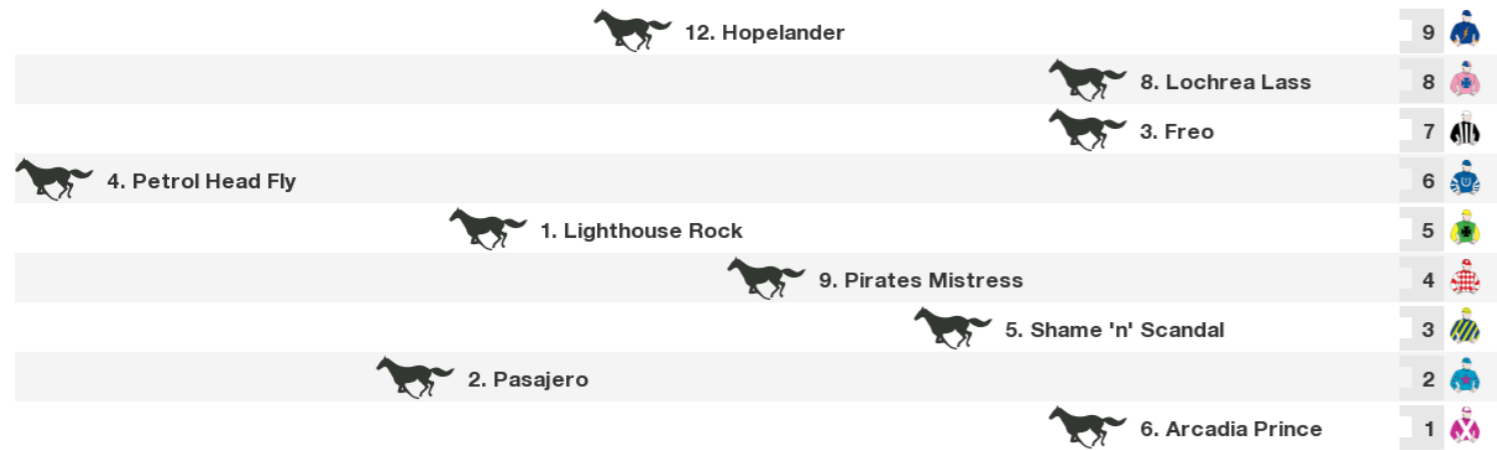 12. Hopelander 9
8. Lochrea Lass 8
3. Freo 7
4. Petrol Head Fly 6
1. Lighthouse Rock 5
9. Pirates Mistress 4
5. Shame 'n' Scandal 3
2. Pasajero 2
6. Arcadia Prince 1